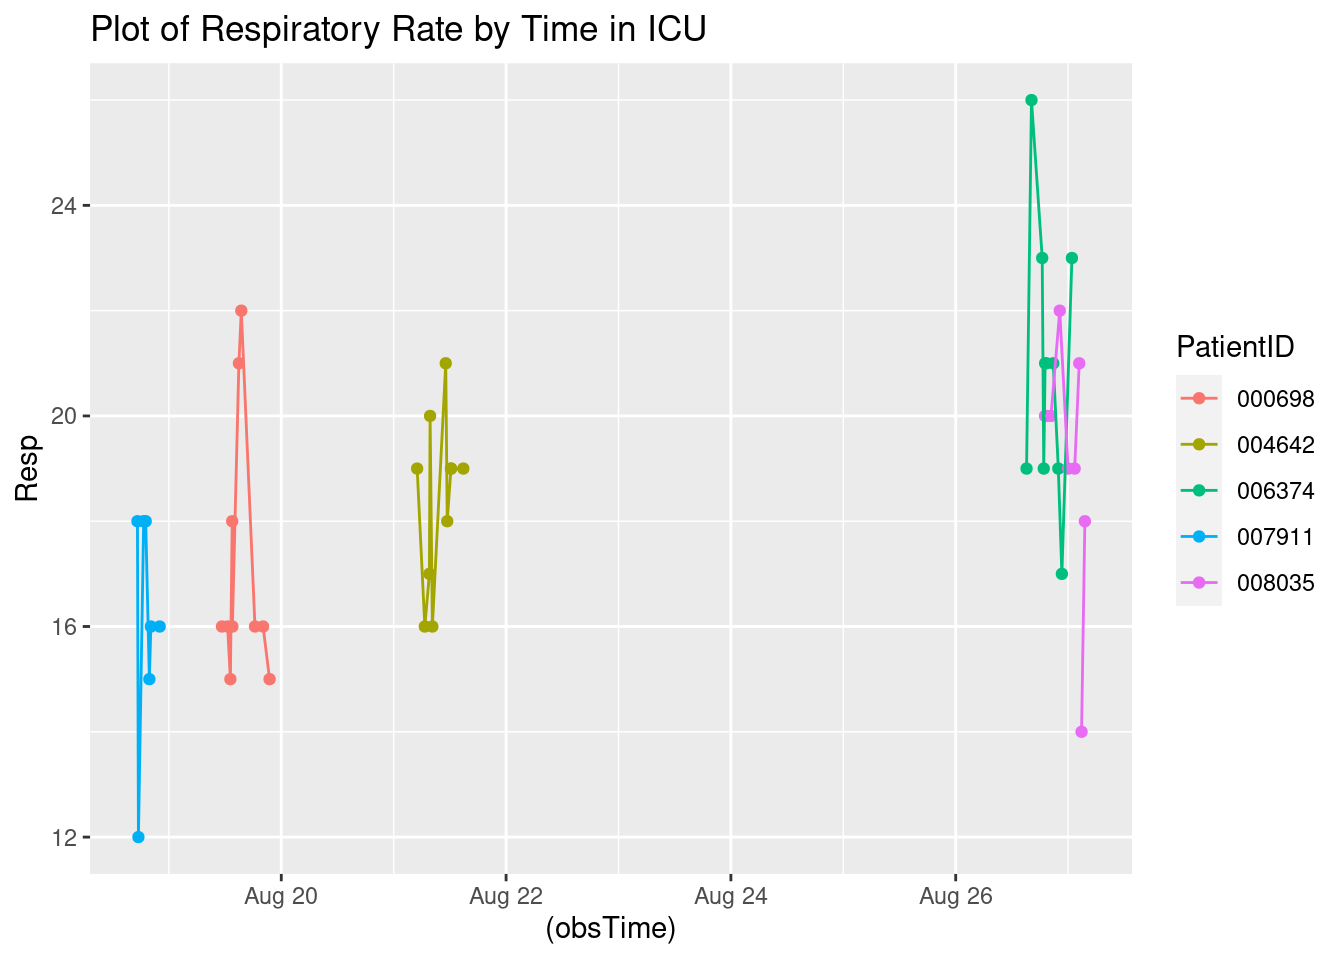 Plot of Respiratory Rate by Time in ICU
24
20
16
12
Resp
Aug 20
Aug 22
Aug 24
Aug 26
(obsTime)
PatientID
000698
004642
006374
007911
008035